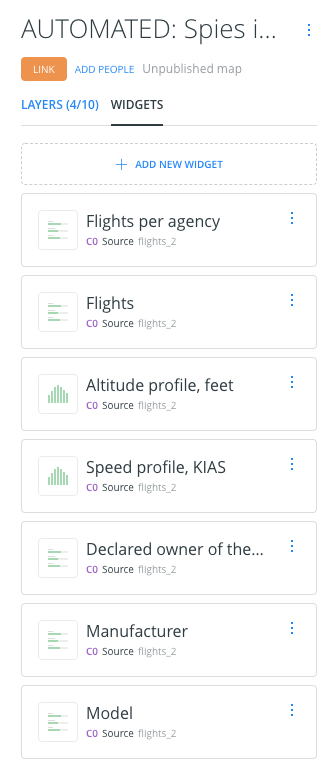 AUTOMATED: Spies i...
LINK ADD PEOPLE Unpublished map
LAYERS (4/10) WIDGETS
ADD NEW WIDGET
Flights per agency
C0 Source flights_2
Flights
C0 Source flights_2
Altitude profile, feet
C0 Source flights_2
Speed profile, KIAS
C0 Source flights_2
Declared owner of the...
C0 Source flights_2
Manufacturer
C0 Source flights_2
Model
C0 Source flights_2